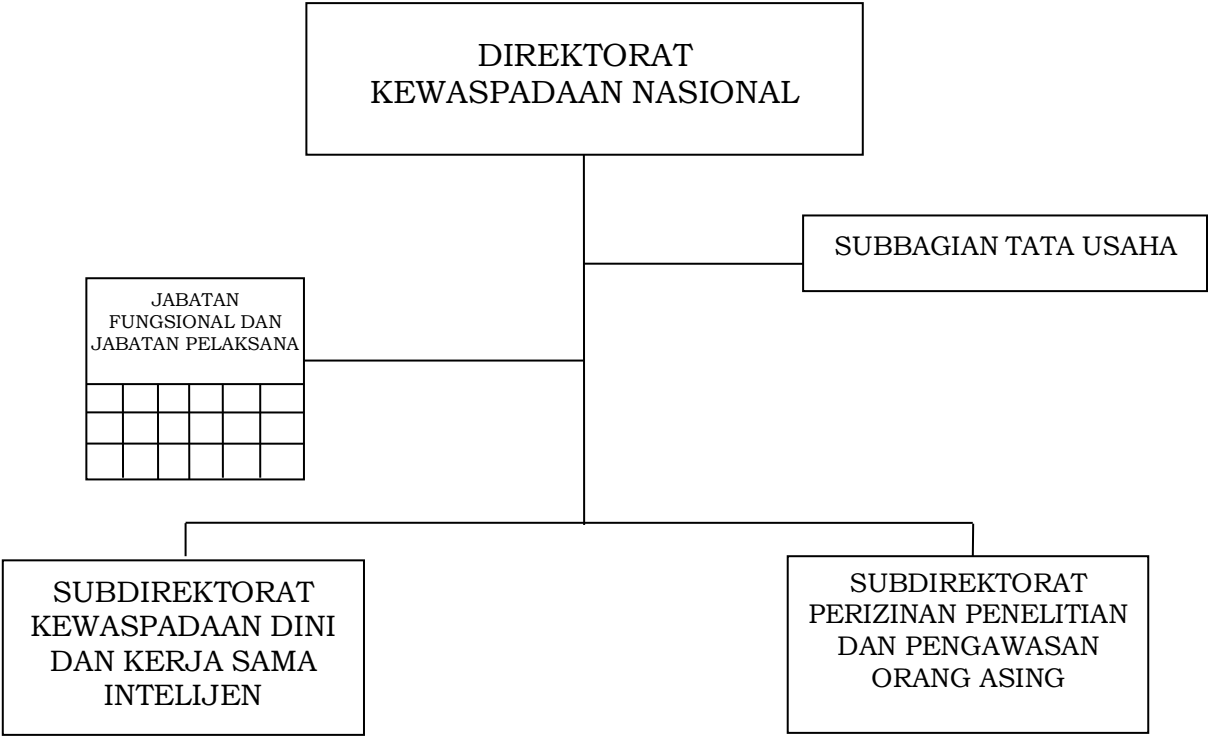 DIREKTORAT
KEWASPADAAN NASIONAL
SUBBAGIAN TATA USAHA
JABATAN
FUNGSIONAL DAN
JABATAN PELAKSANA
SUBDIREKTORAT
KEWASPADAAN DINI
DAN KERJA SAMA
INTELIJEN
SUBDIREKTORAT
PERIZINAN PENELITIAN
DAN PENGAWASAN
ORANG ASING